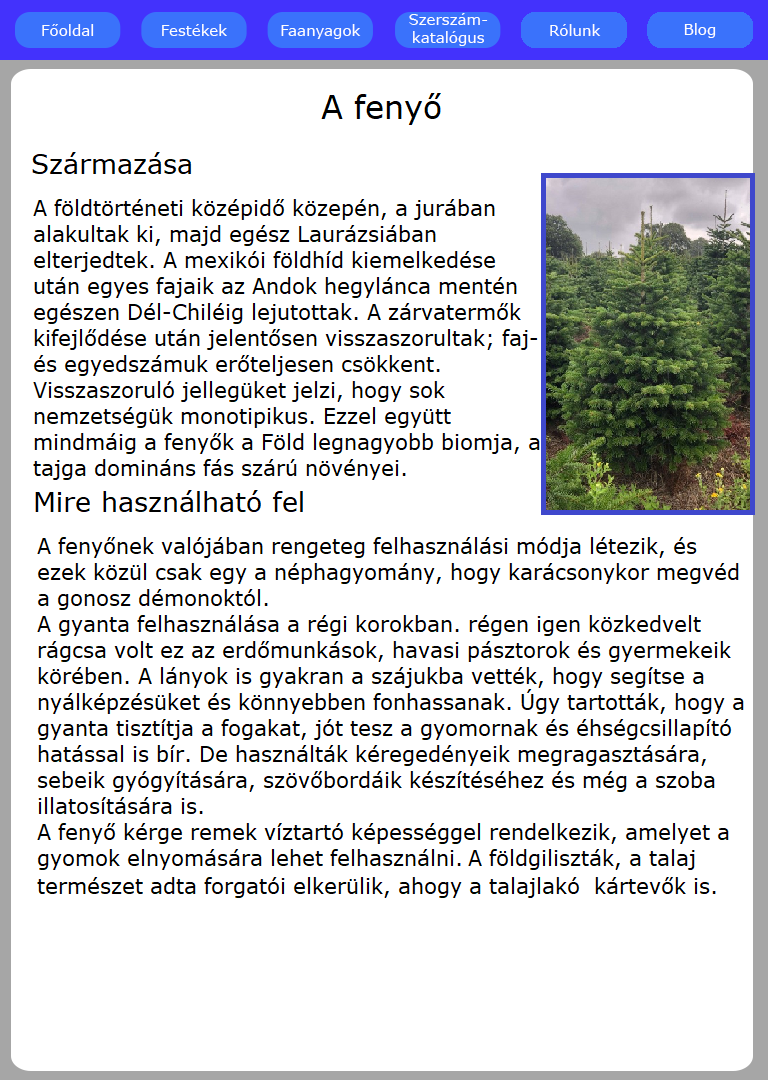 Főoldal
Festékek
Faanyagok
Szerszám-
katalógus
Rólunk
Blog
A fenyő
Származása
A földtörténeti középidő közepén, a jurában
alakultak ki, majd egész Laurázsiában
elterjedtek. A mexikói földhíd kiemelkedése
után egyes fajaik az Andok hegylánca mentén
egészen Dél-Chiléig lejutottak. A zárvatermők
kifejlődése után jelentősen visszaszorultak; faj-
és egyedszámuk erőteljesen csökkent.
Visszaszoruló jellegüket jelzi, hogy sok
nemzetségük monotipikus. Ezzel együtt
mindmáig a fenyők a Föld legnagyobb biomja, a
tajga domináns fás szárú növényei.
Mire használható fel
A fenyőnek valójában rengeteg felhasználási módja létezik, és
ezek közül csak egy a néphagyomány, hogy karácsonykor megvéd
a gonosz démonoktól.
A gyanta felhasználása a régi korokban. régen igen közkedvelt
rágcsa volt ez az erdőmunkások, havasi pásztorok és gyermekeik
körében. A lányok is gyakran a szájukba vették, hogy segítse a
nyálképzésüket és könnyebben fonhassanak. Úgy tartották, hogy a
gyanta tisztítja a fogakat, jót tesz a gyomornak és éhségcsillapító
hatással is bír. De használták kéregedényeik megragasztására,
sebeik gyógyítására, szövőbordáik készítéséhez és még a szoba
illatosítására is.
A fenyő kérge remek víztartó képességgel rendelkezik, amelyet a
gyomok elnyomására lehet felhasználni. A földgiliszták, a talaj
természet adta forgatói elkerülik, ahogy a talajlakó  kártevők is.